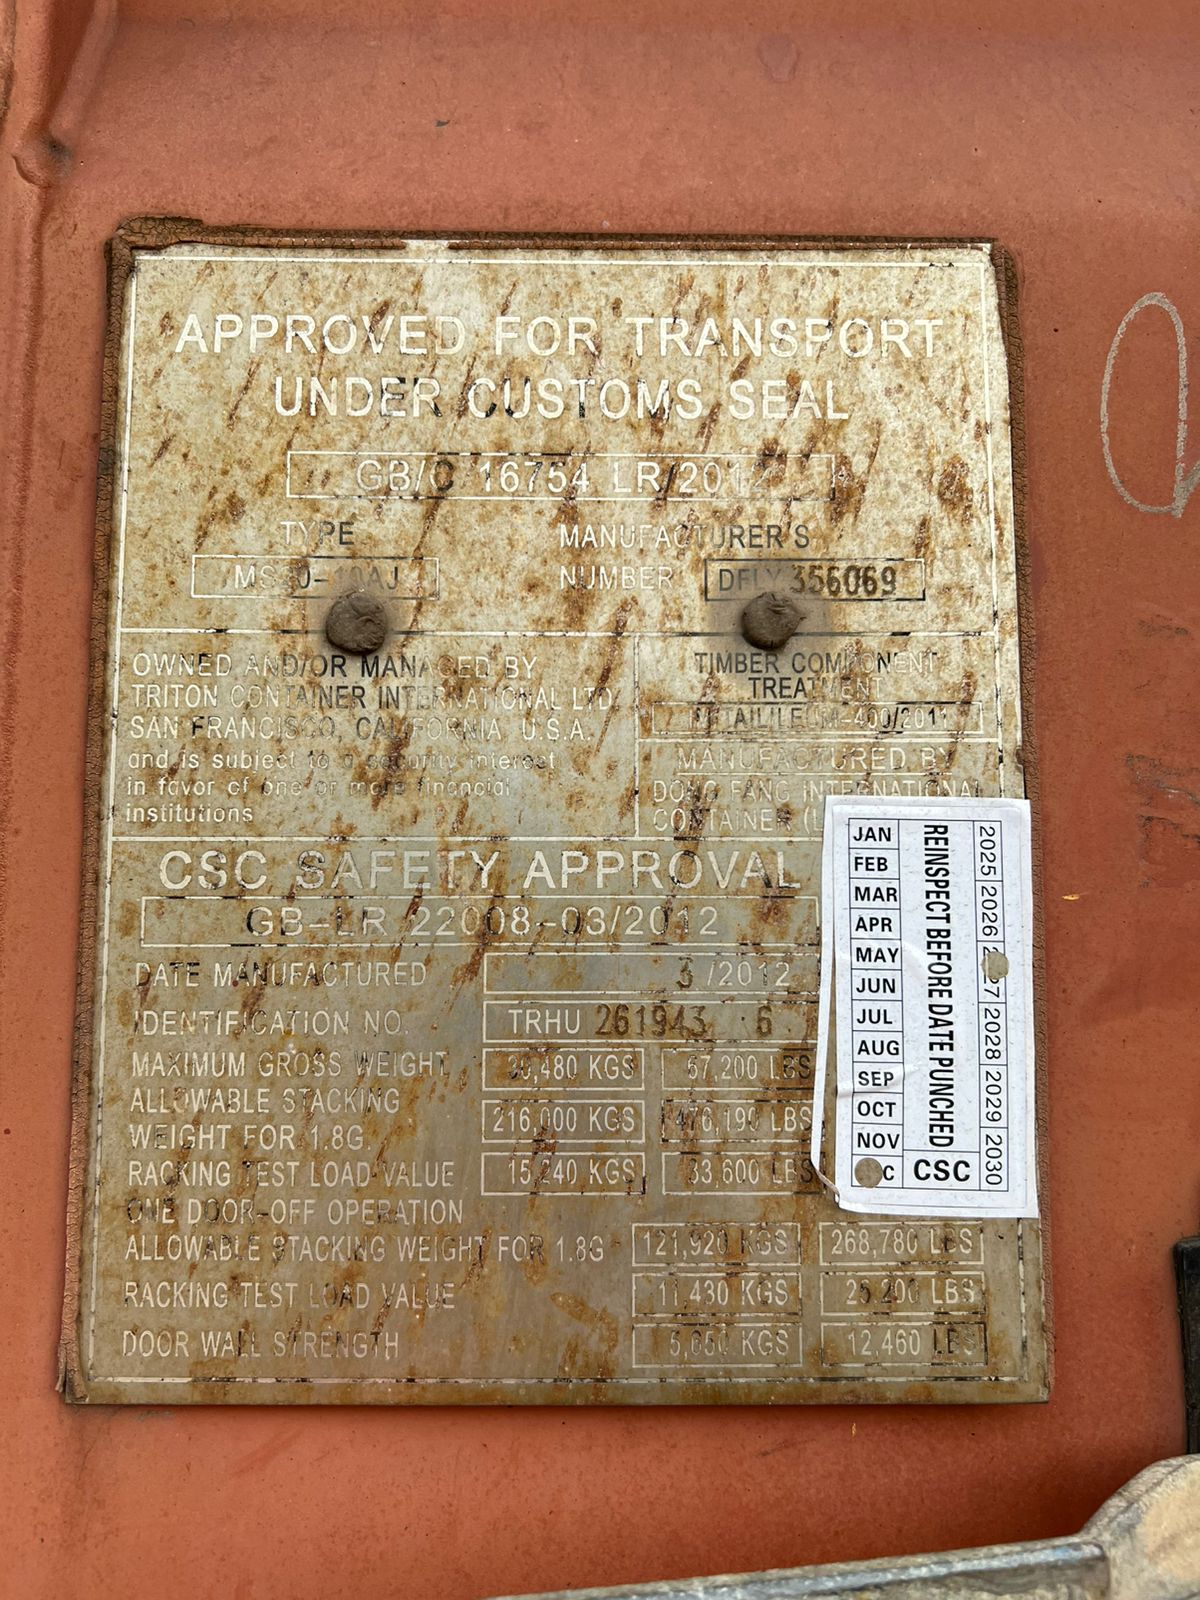 APPROVED FOR TRANSPORT
UNDER CUSTOMS SEAL
GB/C 16754 LR/2012
TYPE
MANUFACTURER'S
NUMBER
356069
OWNED AND/OR MANAGED BY
TRITON CONTAINER INTERNATIONAL LTD
SAN FRANCISCO, CALIFORNIA, U.S.A.
and is subject to a security interest
in favor of one or more financial
institutions
TIMBER COMPONENT
TREATMENT
MANUFACTURED BY
DONG FANG INTERNATIONAL
CONTAINER
CSC SAFETY APPROVAL
GB-LR 22008-03/2012
DATE MANUFACTURED 3 /2012
IDENTIFICATION NO. TRHU 261943 6
MAXIMUM GROSS WEIGHT 30,480 KGS 67,200 LBS
ALLOWABLE STACKING
WEIGHT FOR 1.8G 216,000 KGS 476,190 LBS
RACKING TEST LOAD VALUE 15,240 KGS 33,600 LBS
ONE DOOR-OFF OPERATION
ALLOWABLE STACKING WEIGHT FOR 1.8G 121,920 KGS 268,780 LBS
RACKING TEST LOAD VALUE 11,430 KGS 25,200 LBS
DOOR WALL STRENGTH 5,650 KGS 12,460 LBS
JAN
FEB
MAR
APR
MAY
JUN
JUL
AUG
SEP
OCT
NOV
REINSPECT BEFORE DATE PUNCHED
CSC
2025 2026 2028 2029 2030